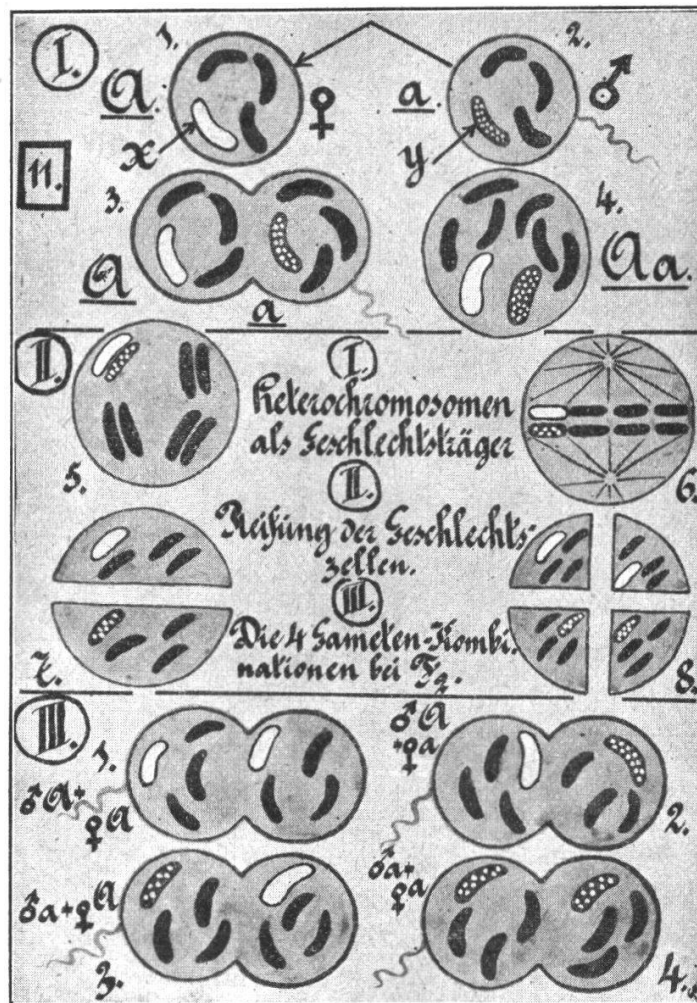 I. 1. 2.
A. ♀ a. ♂
x y
11. 3. 4.
A a Aa.
II. I.
Heterochromosomen
als Geschlechtsträger
5. 6.
II.
Reifung der Geschlechts-
zellen.
III.
Die 4 Gameten-Kombi-
nationen bei F₂.
7. 8.
III. 1. ♂A+
♀A
♂A
+♀a 2.
♂a+♀A
3.
♂a+
♀a
4.